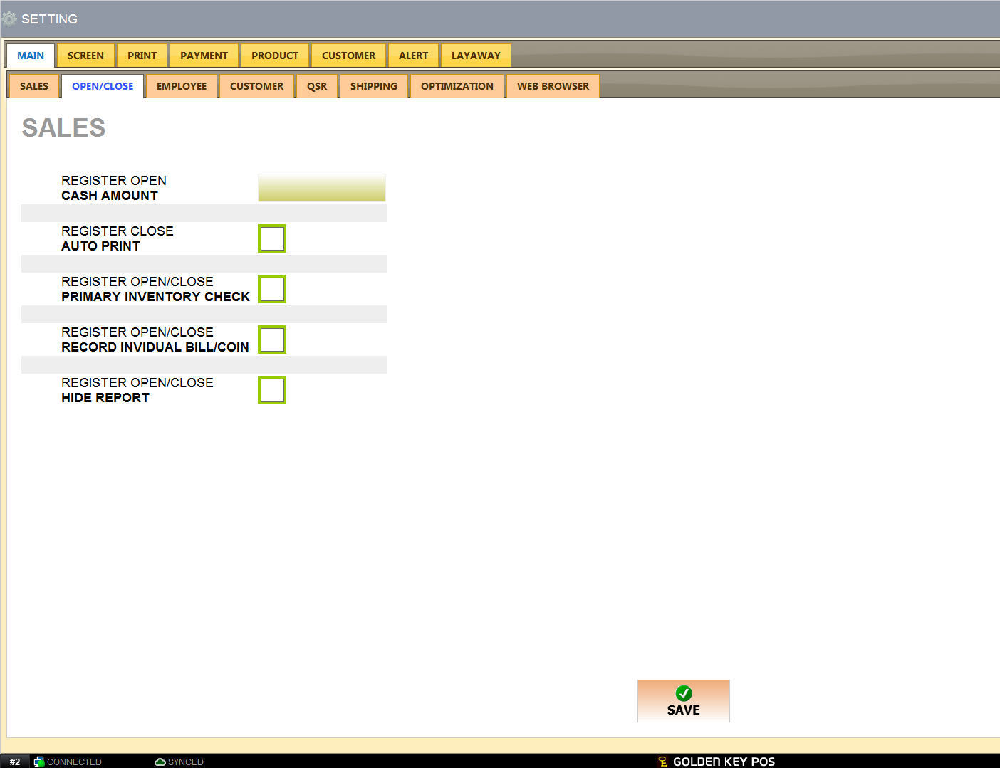 SETTING
MAIN SCREEN PRINT PAYMENT PRODUCT CUSTOMER ALERT LAYAWAY
SALES OPEN/CLOSE EMPLOYEE CUSTOMER QSR SHIPPING OPTIMIZATION WEB BROWSER
SALES
REGISTER OPEN
CASH AMOUNT
REGISTER CLOSE
AUTO PRINT
REGISTER OPEN/CLOSE
PRIMARY INVENTORY CHECK
REGISTER OPEN/CLOSE
RECORD INVIDUAL BILL/COIN
REGISTER OPEN/CLOSE
HIDE REPORT
SAVE
#2 CONNECTED SYNCED GOLDEN KEY POS